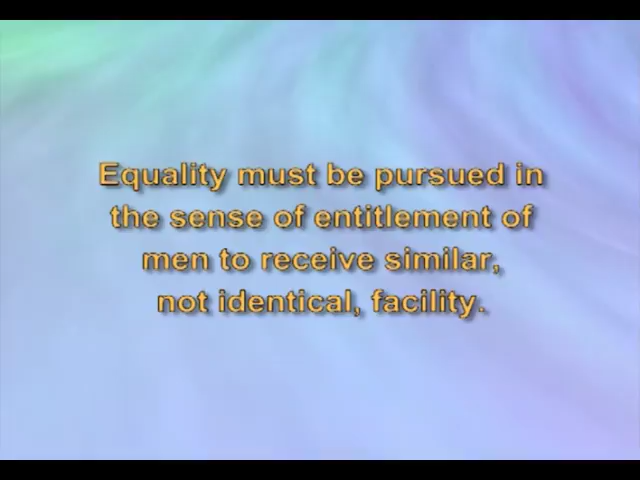 Equality must be pursued in
the sense of entitlement of
men to receive similar,
not identical, facility.